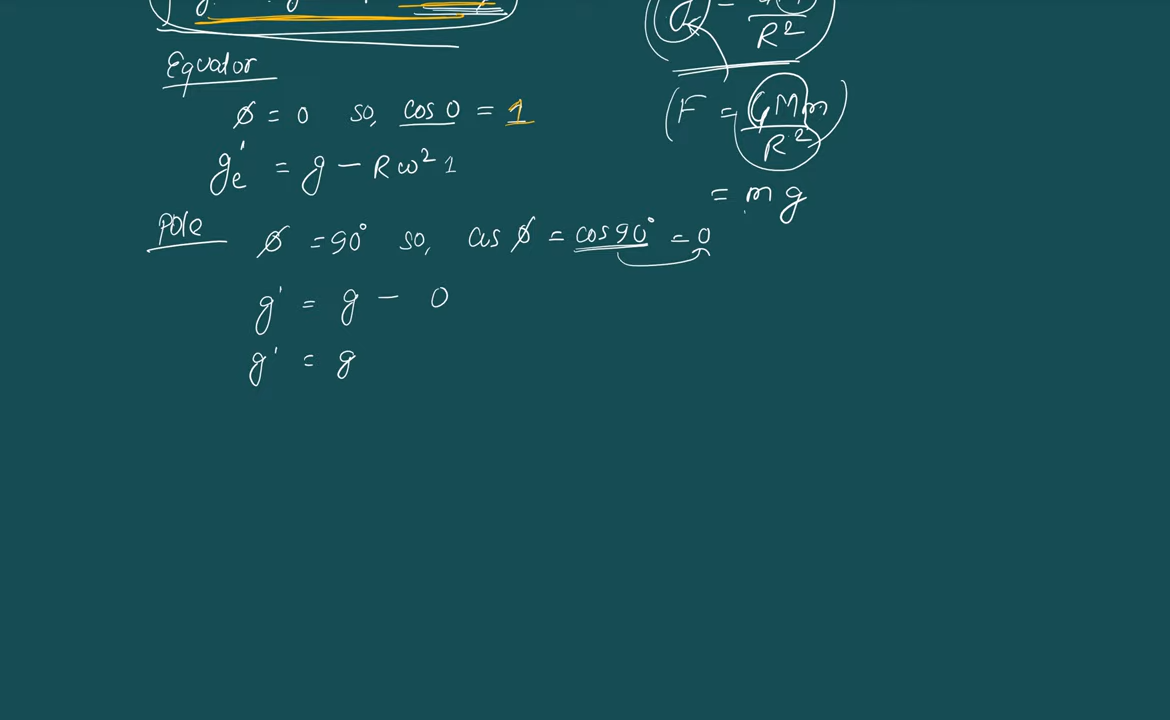 Equator
φ = 0 so, cos 0 = 1
g'e = g − Rω² 1
Pole φ = 90° so, cos φ = cos 90° = 0
g' = g − 0
g' = g
R²
(F = GMm / R²)
= mg